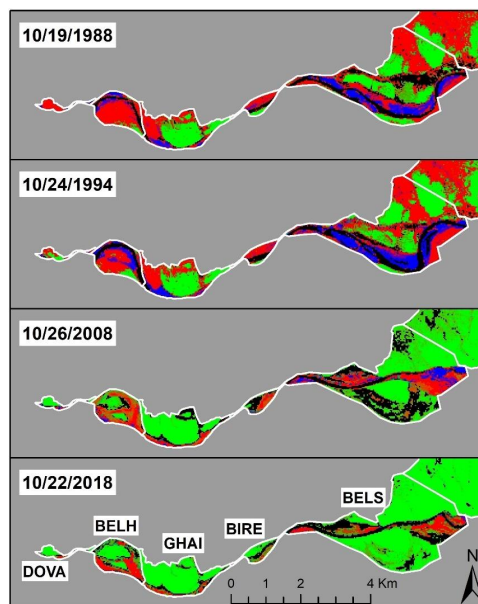 10/19/1988
10/24/1994
10/26/2008
10/22/2018
BELS
BELH
GHAI
BIRE
DOVA
N
0 1 2 4 Km